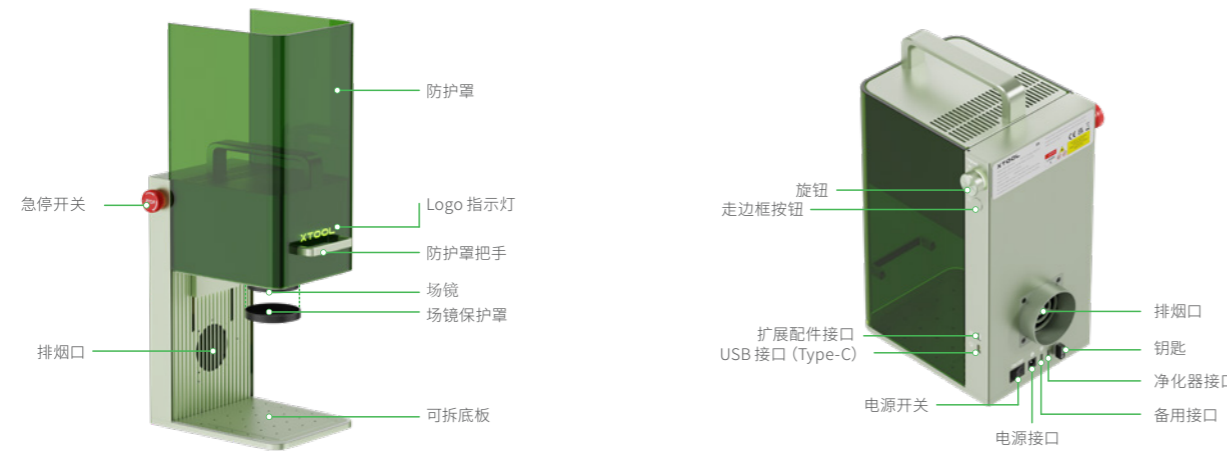 防护罩
急停开关
Logo 指示灯
XTOOL
防护罩把手
场镜
场镜保护罩
排烟口
可拆底板
XTOOL
旋钮
走边框按钮
排烟口
扩展配件接口
USB 接口 (Type-C)
钥匙
净化器接口
电源开关
备用接口
电源接口